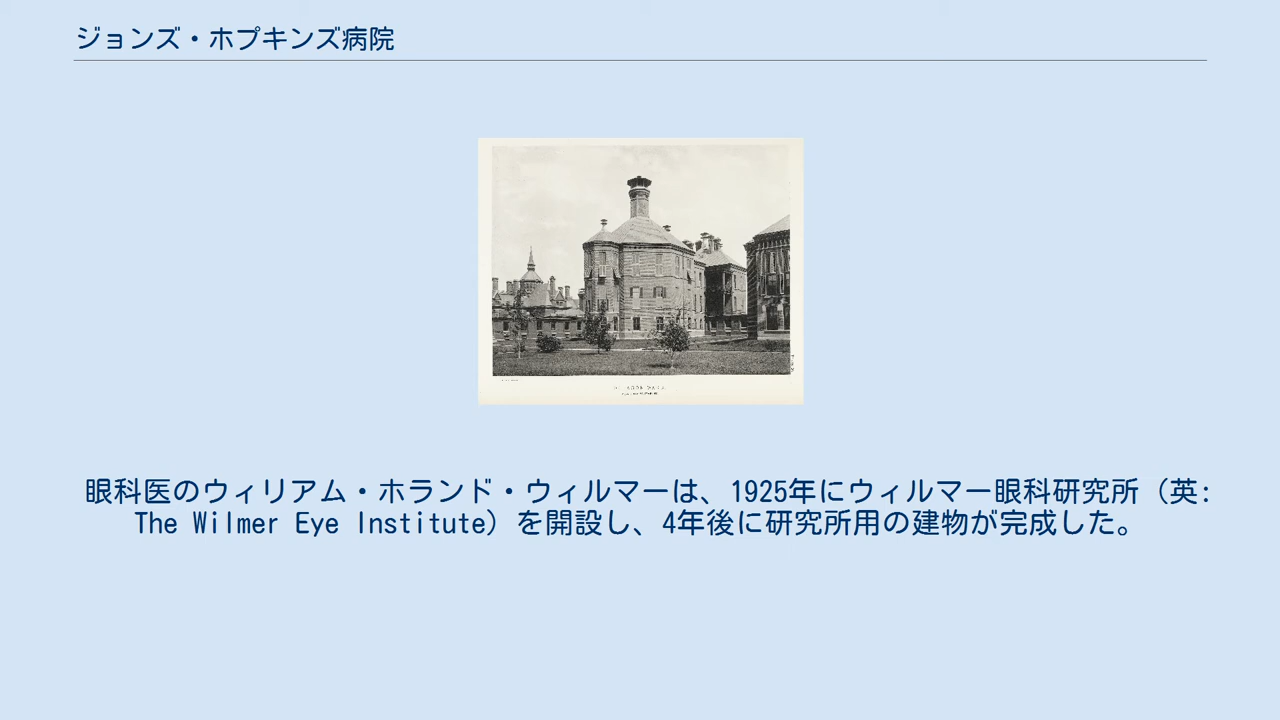 ジョンズ・ホプキンズ病院
眼科医のウィリアム・ホランド・ウィルマーは、1925年にウィルマー眼科研究所（英:
The Wilmer Eye Institute）を開設し、4年後に研究所用の建物が完成した。